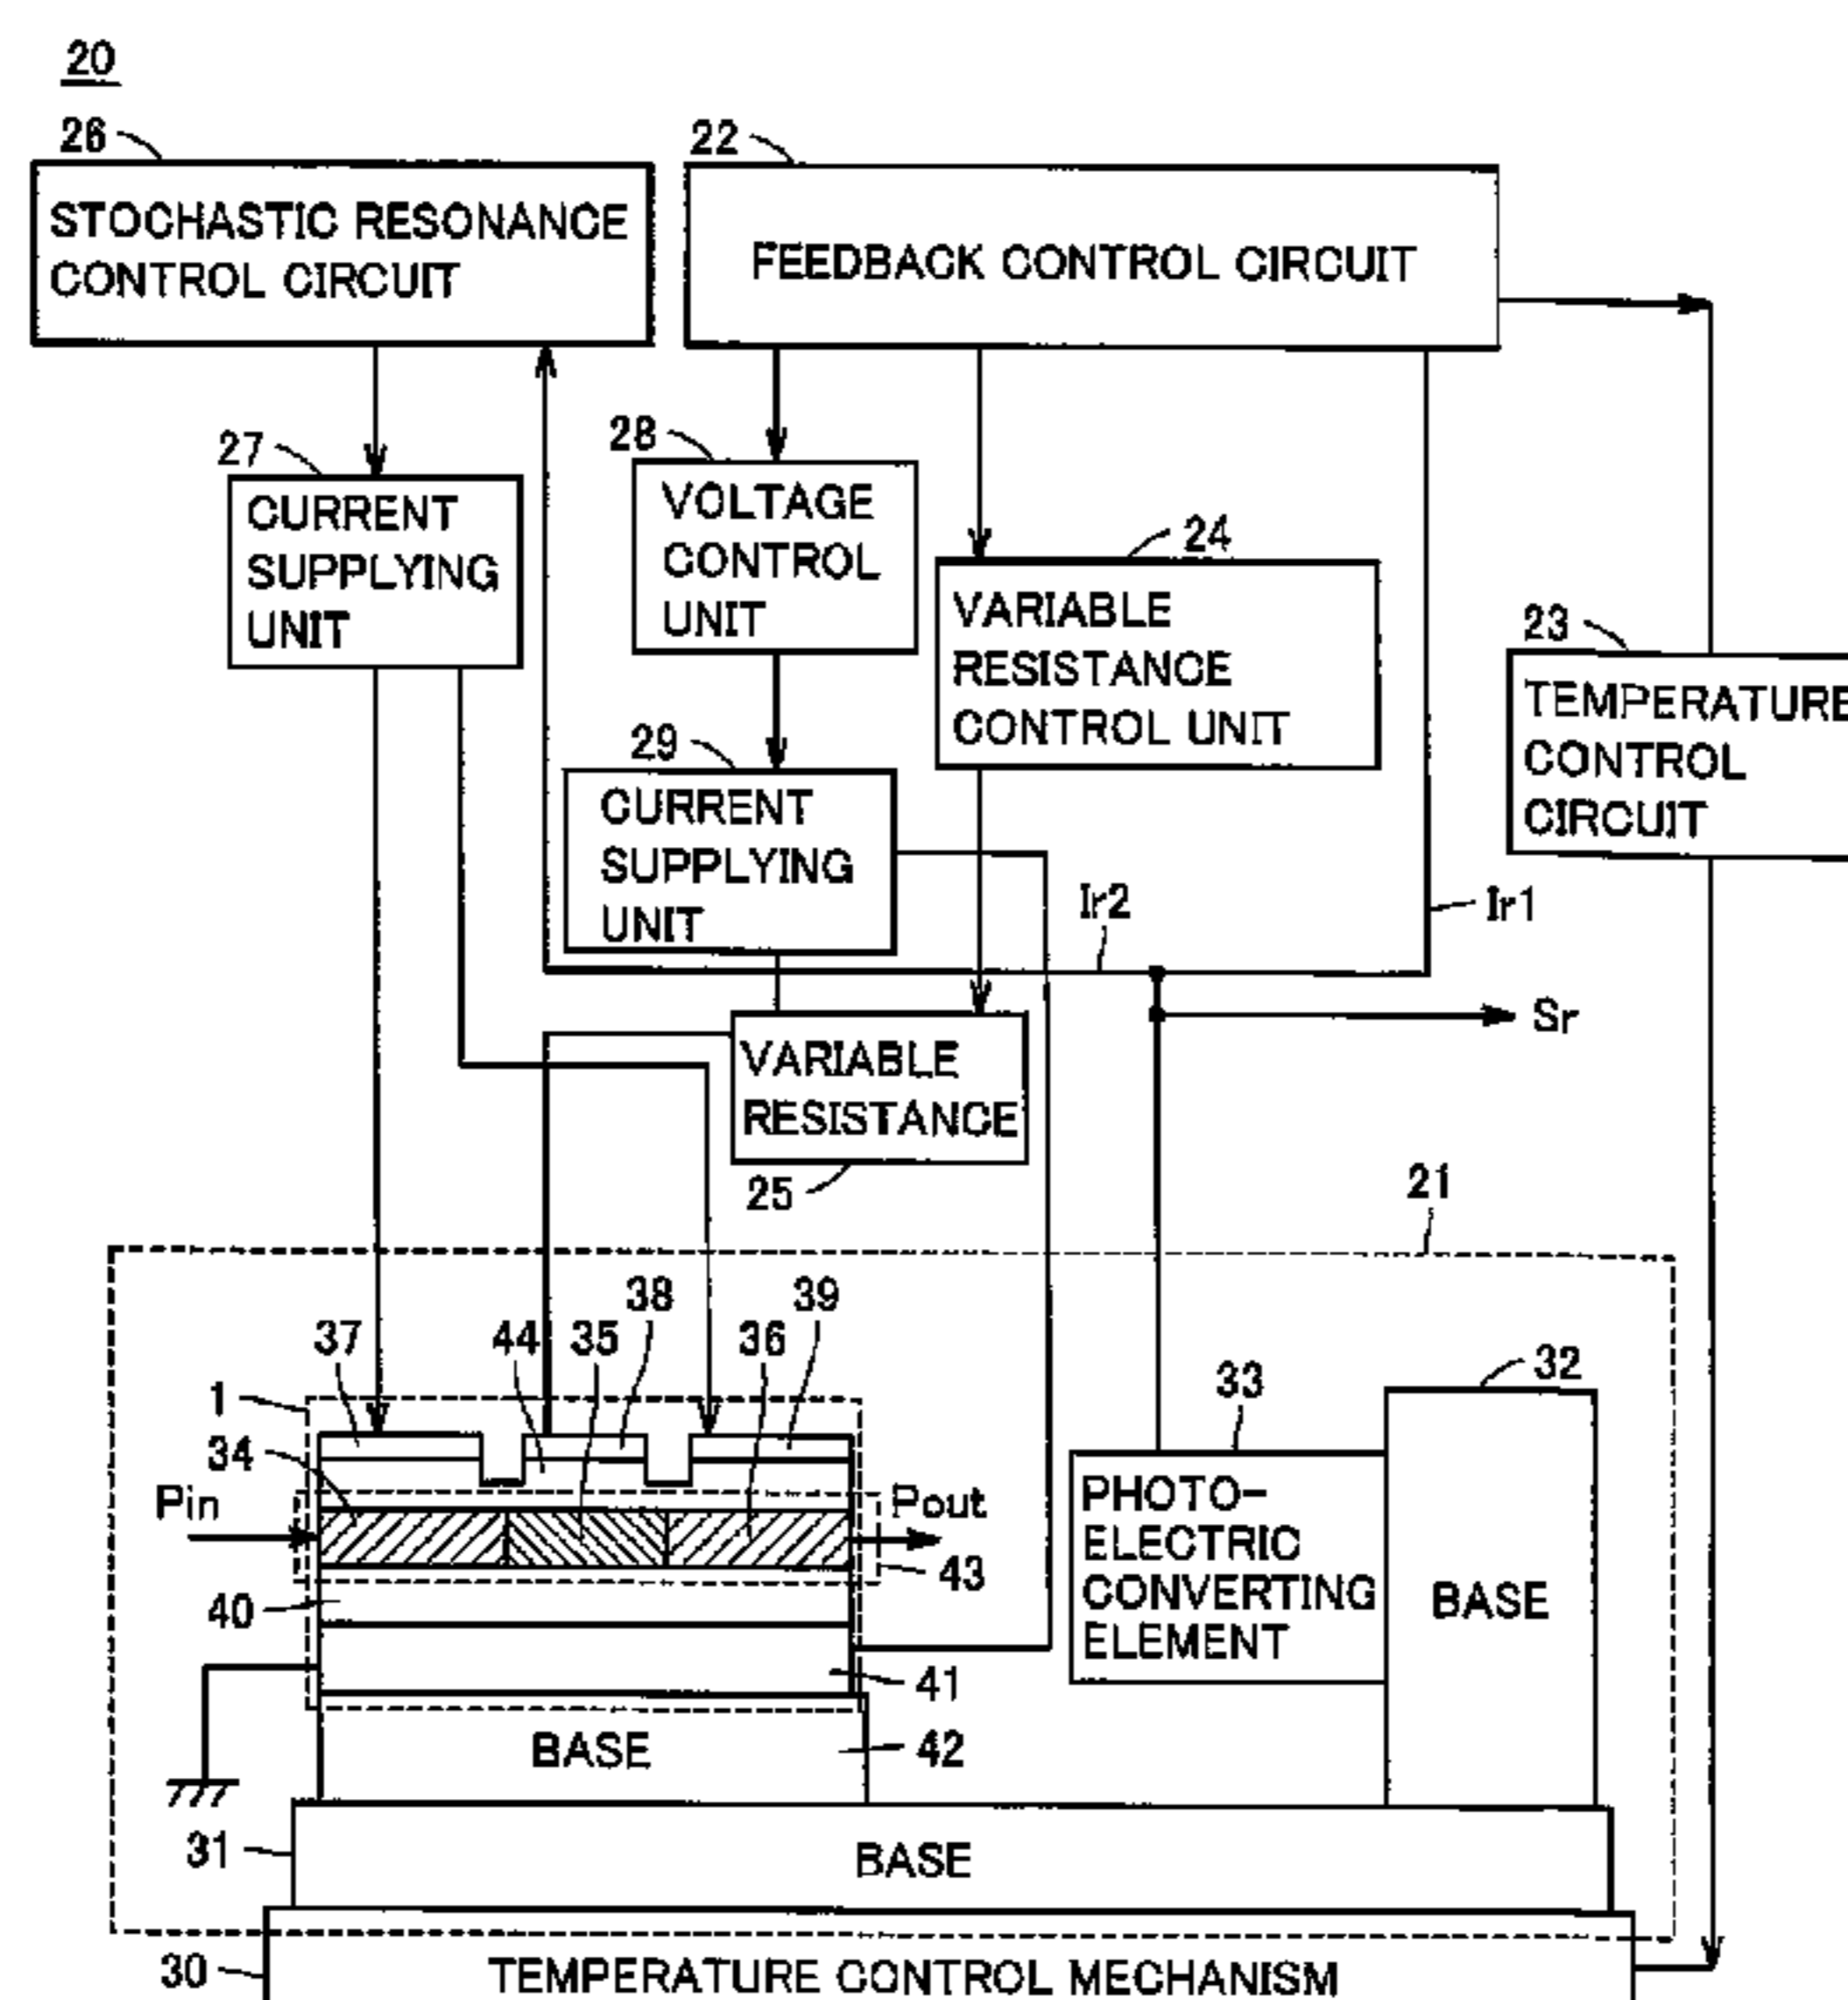 20
26
22
STOCHASTIC RESONANCE
CONTROL CIRCUIT
FEEDBACK CONTROL CIRCUIT
27
CURRENT
SUPPLYING
UNIT
28
VOLTAGE
CONTROL
UNIT
24
VARIABLE
RESISTANCE
CONTROL UNIT
23
TEMPERATURE
CONTROL
CIRCUIT
29
CURRENT
SUPPLYING
UNIT
Ir2
Ir1
Sr
VARIABLE
RESISTANCE
25
21
37
44
35
38
36
39
1
34
Pin
Pout
43
40
41
33
32
PHOTO-
ELECTRIC
CONVERTING
ELEMENT
BASE
BASE
42
31
BASE
30
TEMPERATURE CONTROL MECHANISM